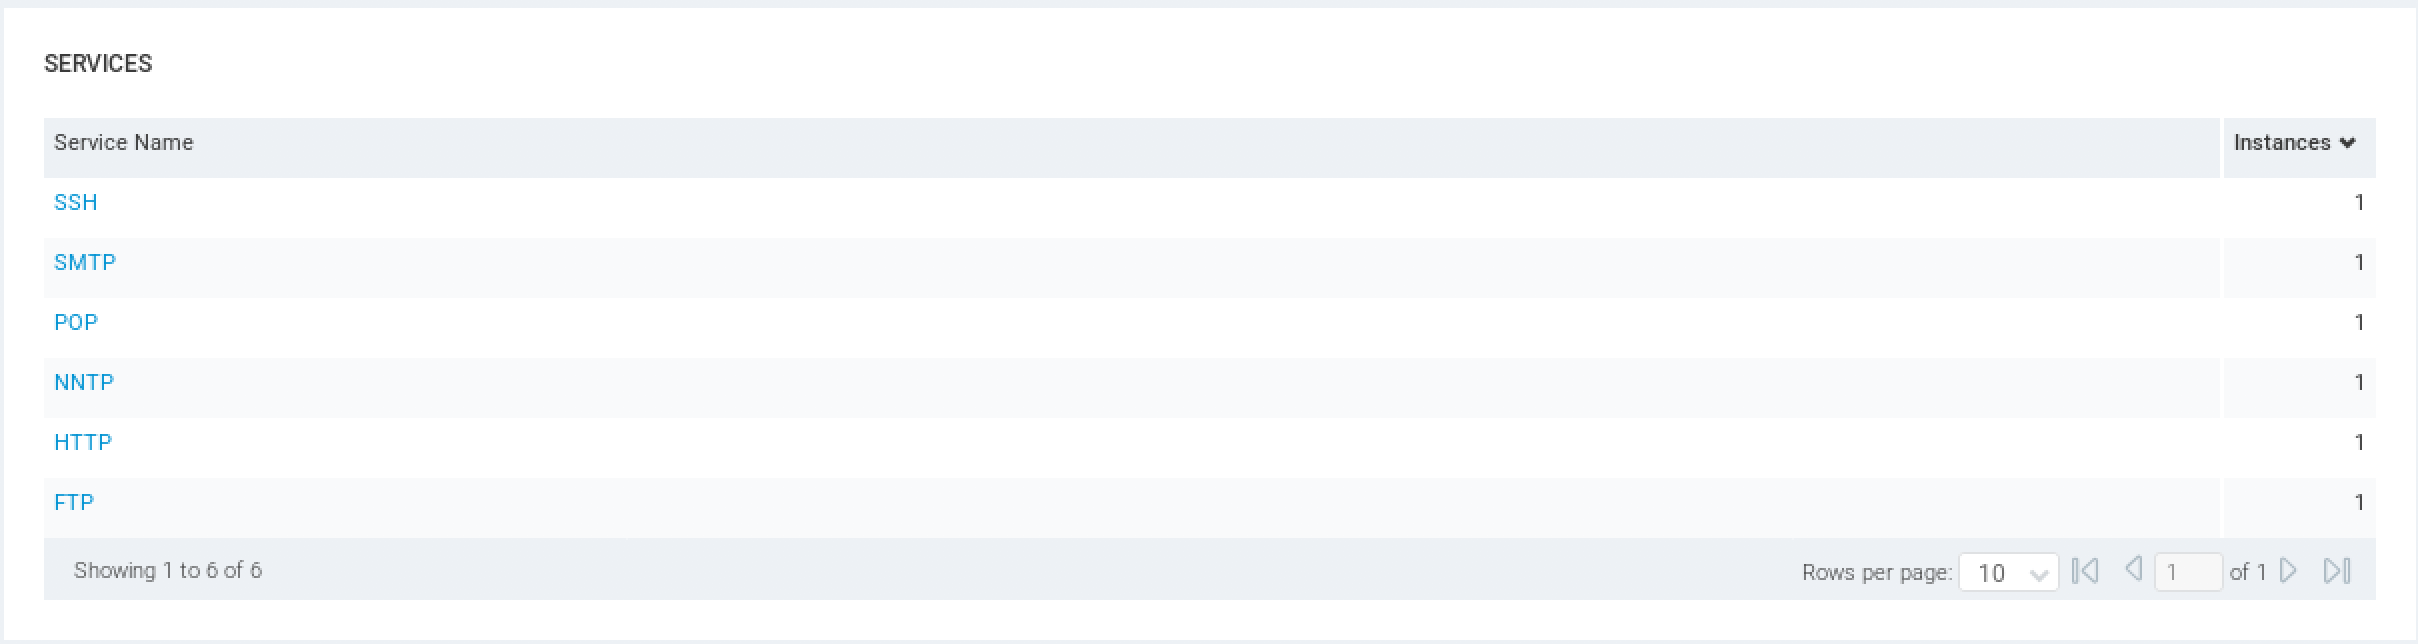 SERVICES
Service Name Instances
SSH 1
SMTP 1
POP 1
NNTP 1
HTTP 1
FTP 1
Showing 1 to 6 of 6 Rows per page: 10 1 of 1